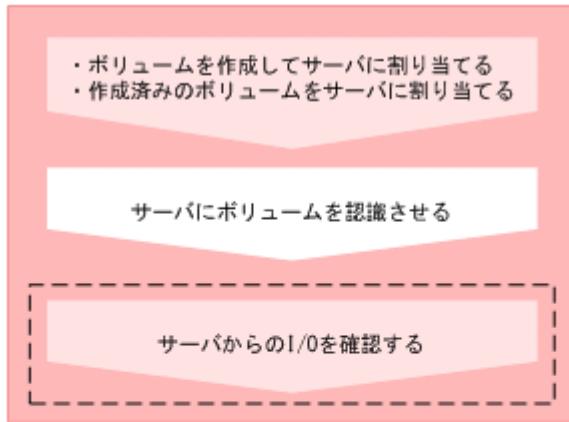 ・ボリュームを作成してサーバに割り当てる
・作成済みのボリュームをサーバに割り当てる
サーバにボリュームを認識させる
サーバからのI/Oを確認する